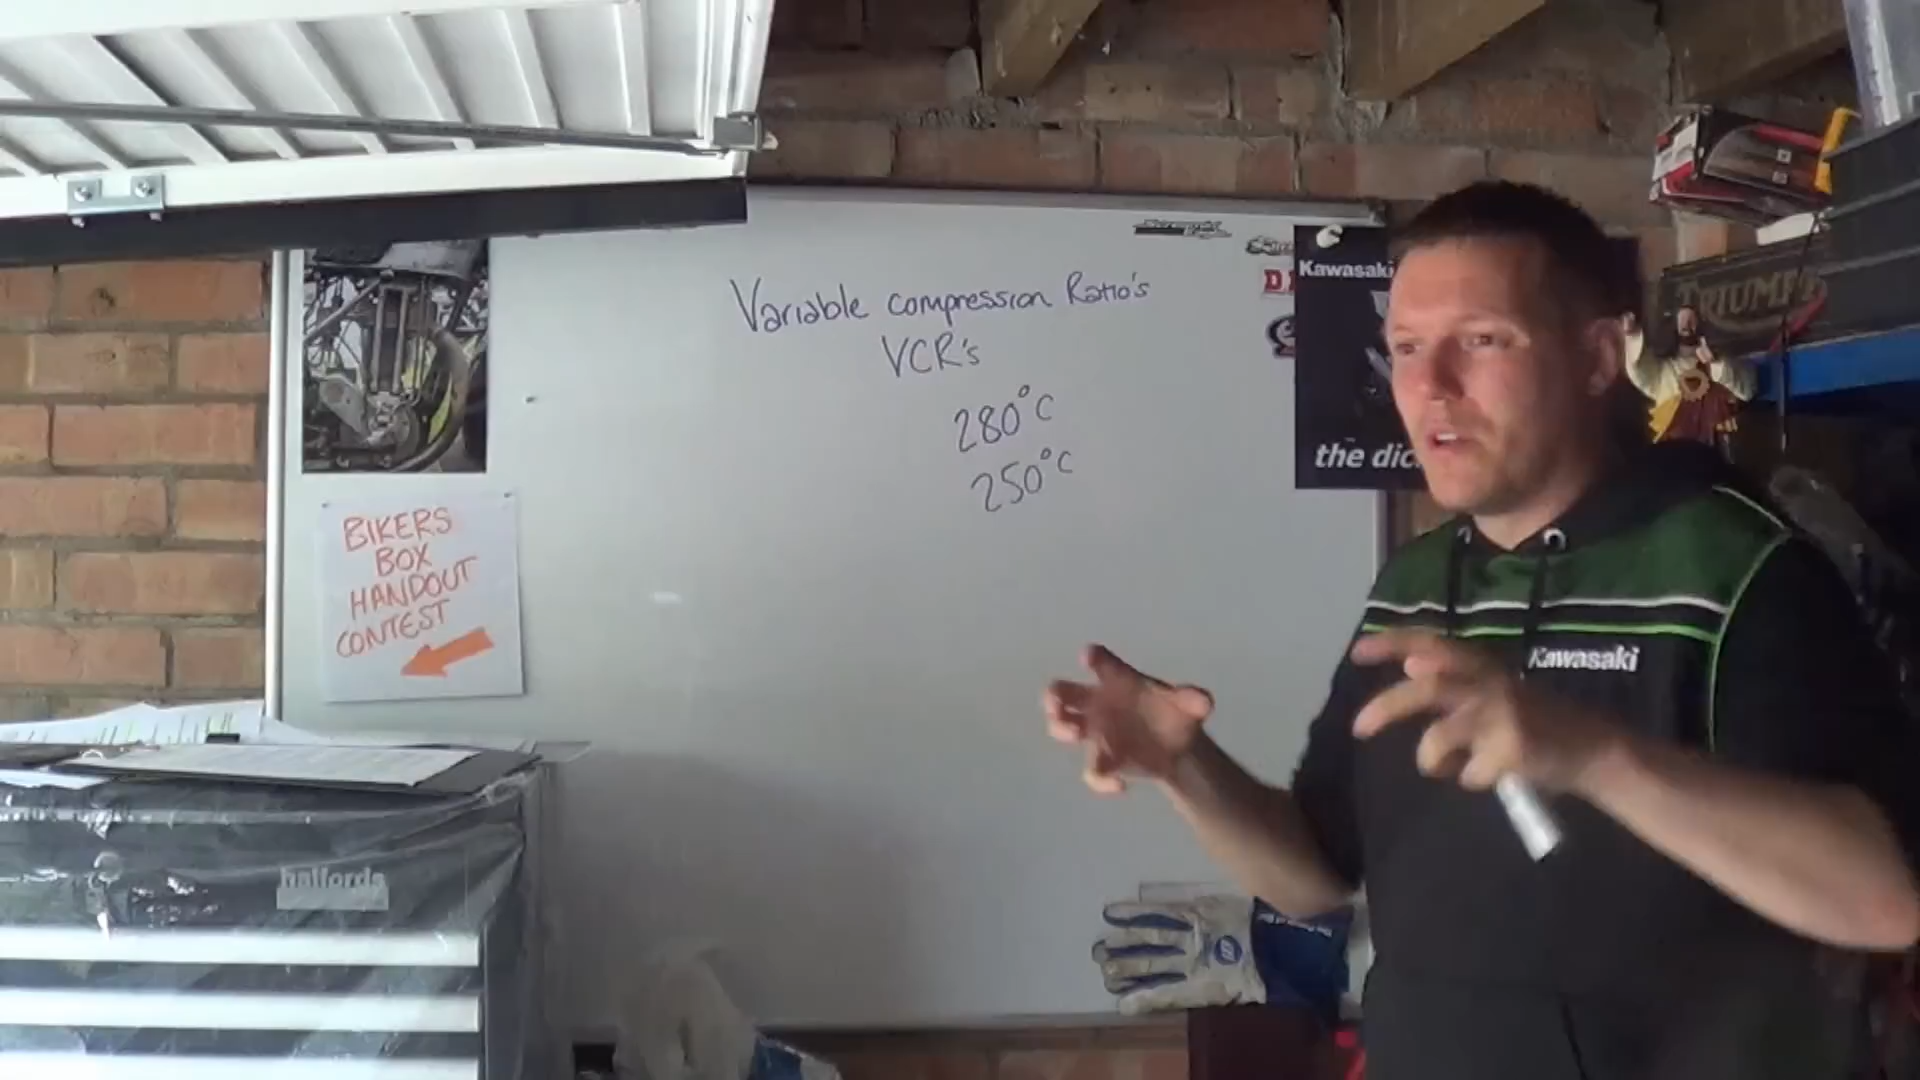 Variable compression Ratio's
VCR's
280°C
250°C
BIKERS
BOX
HANDOUT
CONTEST
Kawasaki
the dic
TRIUMPH
Kawasaki
halfords